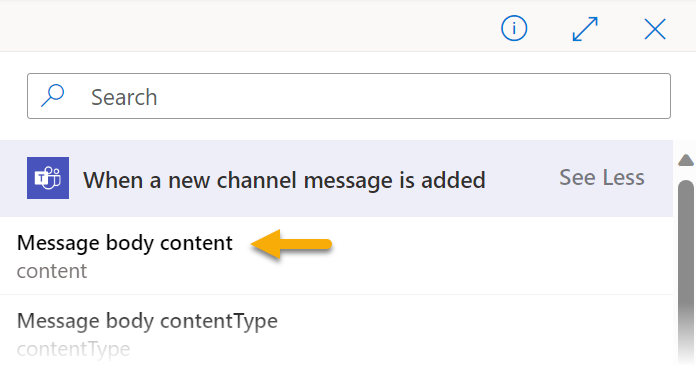 Search
When a new channel message is added See Less
Message body content
content
Message body contentType
contentType